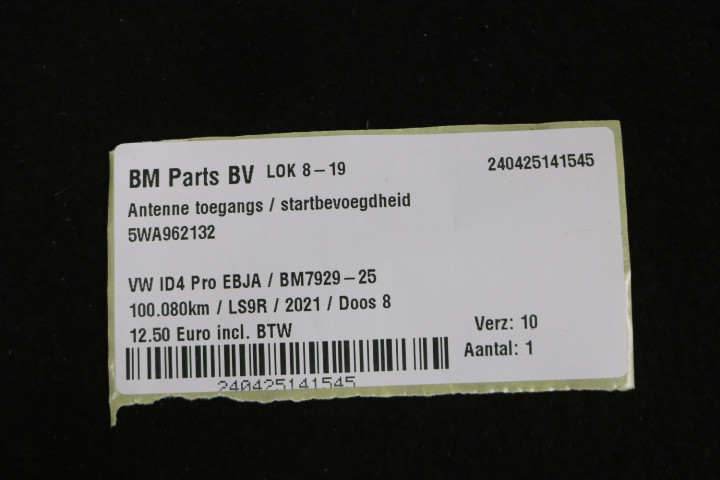 BM Parts BV LOK 8-19 240425141545
Antenne toegangs / startbevoegdheid
5WA962132
VW ID4 Pro EBJA / BM7929-25
100.080km / LS9R / 2021 / Doos 8
12.50 Euro incl. BTW
Verz: 10
Aantal: 1
240425141545